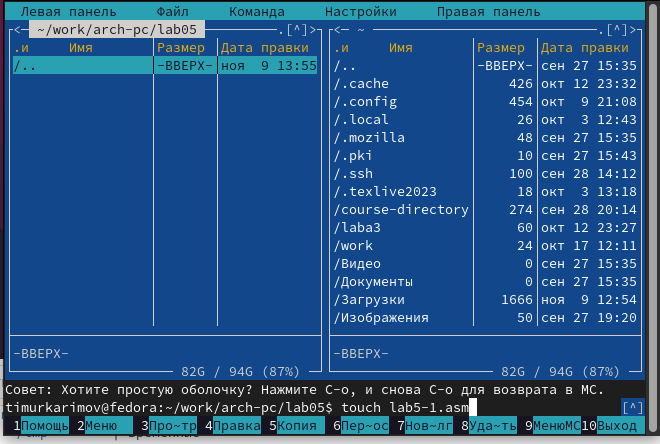 Левая панель Файл Команда Настройки Правая панель
<─ ~/work/arch-pc/lab05 .[^]> <─ ~ .[^]>
.и Имя Размер Дата правки .и Имя Размер Дата правки
/.. -ВВЕРХ- ноя 9 13:55 /.. -ВВЕРХ- сен 27 15:35
/.cache 426 окт 12 23:32
/.config 454 окт 9 21:08
/.local 26 окт 3 12:43
/.mozilla 48 сен 27 15:35
/.pki 10 сен 27 15:43
/.ssh 100 сен 28 14:12
/.texlive2023 18 окт 3 13:18
/course-directory 274 сен 28 20:14
/laba3 60 окт 12 23:27
/work 24 окт 17 12:11
/Видео 0 сен 27 15:35
/Документы 0 сен 27 15:35
/Загрузки 1666 ноя 9 12:54
/Изображения 50 сен 27 19:20
-ВВЕРХ- -ВВЕРХ-
82G / 94G (87%) 82G / 94G (87%)
Совет: Хотите простую оболочку? Нажмите C-o, и снова C-o для возврата в MC.
timurkarimov@fedora:~/work/arch-pc/lab05$ touch lab5-1.asm [^]
1Помощь 2Меню 3Про~тр 4Правка 5Копия 6Пер~ос 7Нов~лг 8Уда~ть 9МенюMC 10Выход